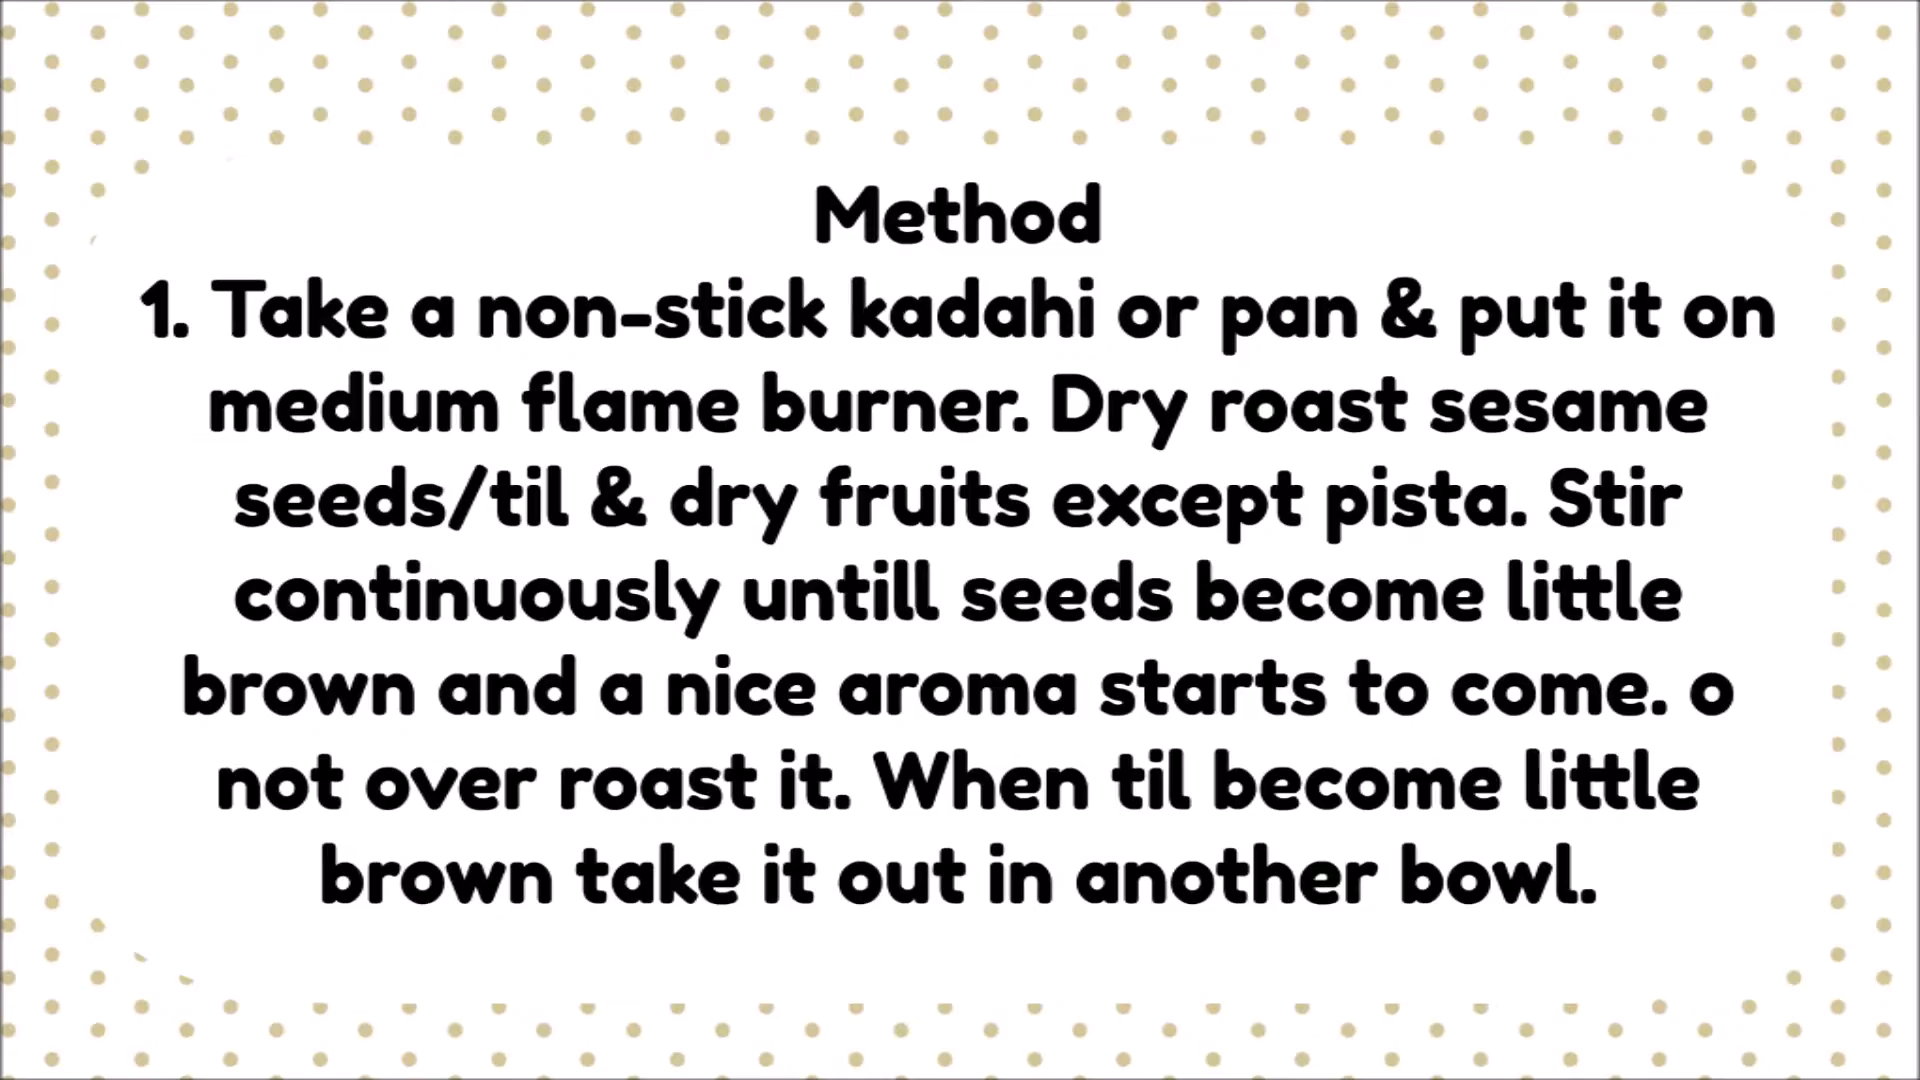 Method
1. Take a non-stick kadahi or pan & put it on
medium flame burner. Dry roast sesame
seeds/til & dry fruits except pista. Stir
continuously untill seeds become little
brown and a nice aroma starts to come. o
not over roast it. When til become little
brown take it out in another bowl.